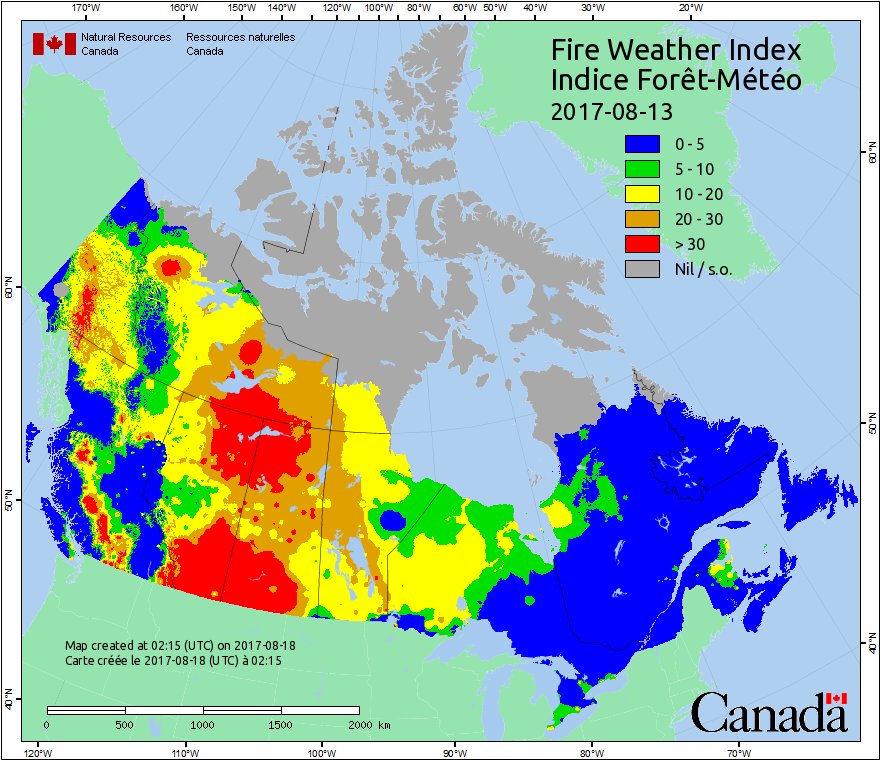 170°W 160°W 150°W 140°W 120°W 100°W 80°W 60°W 50°W 40°W 30°W 20°W
Natural Resources Ressources naturelles
Canada Canada
Fire Weather Index
Indice Forêt-Météo
2017-08-13
0 - 5
5 - 10
10 - 20
20 - 30
> 30
Nil / s.o.
60°N
60°N
50°N
50°N
40°N
40°N
Map created at 02:15 (UTC) on 2017-08-18
Carte créée le 2017-08-18 (UTC) à 02:15
0 500 1000 1500 2000 km
Canada
120°W 110°W 100°W 90°W 80°W 70°W